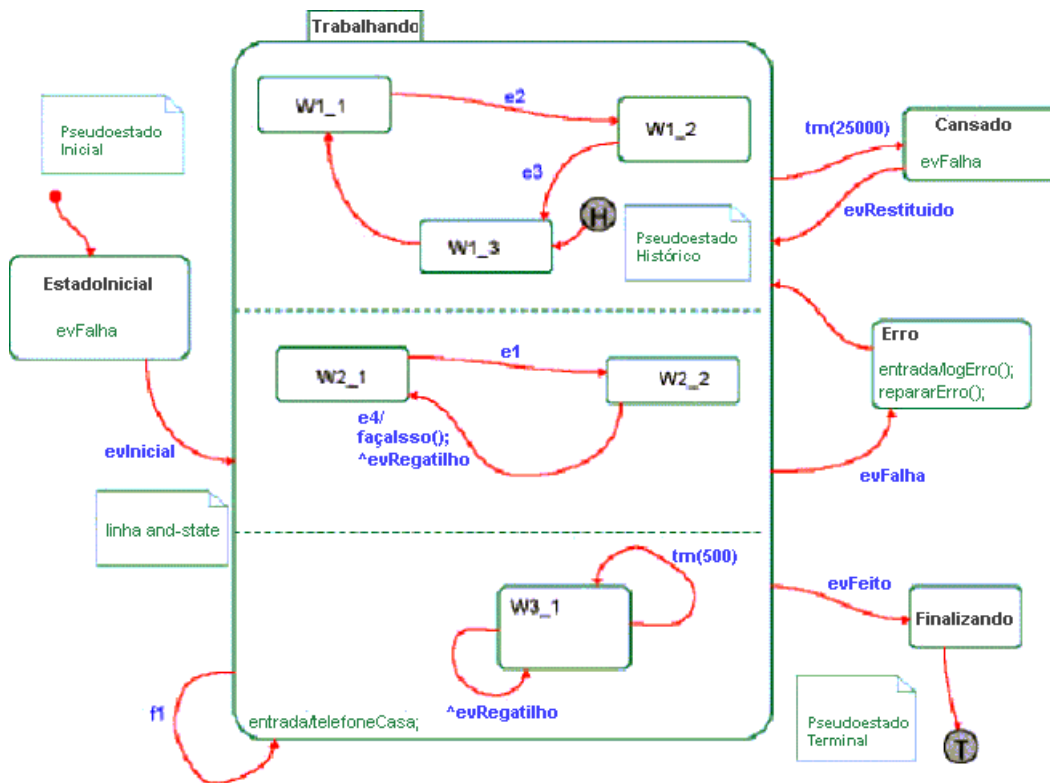 Trabalhando
W1_1
e2
W1_2
e3
W1_3
H
Pseudoestado
Histórico
Pseudoestado
Inicial
EstadoInicial
evFalha
evInicial
tm(25000)
Cansado
evFalha
evRestituido
W2_1
e1
W2_2
e4/
façaIsso();
^evRegatilho
Erro
entrada/logErro();
repararErro();
evFalha
linha and-state
W3_1
tm(500)
^evRegatilho
evFeito
Finalizando
f1
entrada/telefoneCasa;
Pseudoestado
Terminal
T